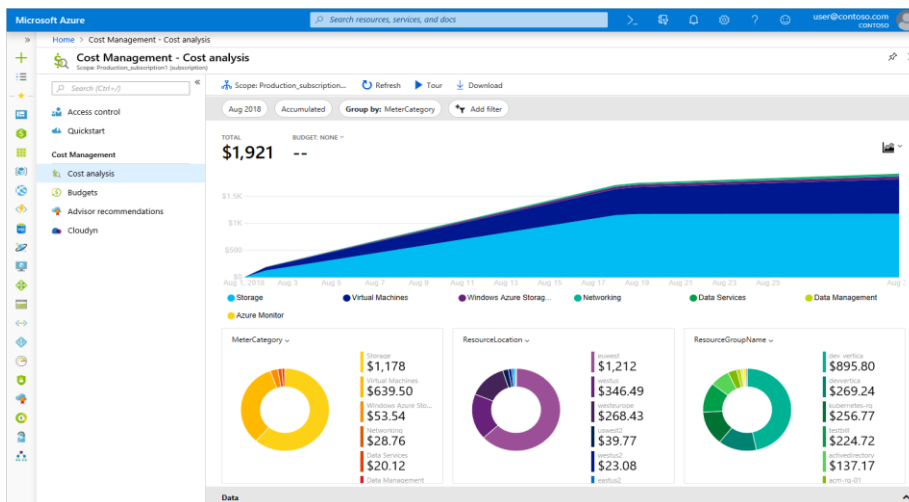 Microsoft Azure
Search resources, services, and docs
user@contoso.com
CONTOSO
Home > Cost Management - Cost analysis
Cost Management - Cost analysis
Scope: Production_subscription1 (subscription)
Search (Ctrl+/)
Access control
Quickstart
Cost Management
Cost analysis
Budgets
Advisor recommendations
Cloudyn
Scope: Production_subscription... Refresh Tour Download
Aug 2018 Accumulated Group by: MeterCategory Add filter
TOTAL
$1,921
BUDGET: NONE
--
$1.5K
$1K
$500
$0
Aug 1, 2018 Aug 3 Aug 5 Aug 7 Aug 9 Aug 11 Aug 13 Aug 15 Aug 17 Aug 19 Aug 21 Aug 23 Aug 25 Aug 2
Storage Virtual Machines Windows Azure Storag... Networking Data Services Data Management
Azure Monitor
MeterCategory
Storage
$1,178
Virtual Machines
$639.50
Windows Azure Sto...
$53.54
Networking
$28.76
Data Services
$20.12
Data Management
ResourceLocation
euwest
$1,212
westus
$346.49
westeurope
$268.43
uswest2
$39.77
westus2
$23.08
eastus2
ResourceGroupName
dev_vertica
$895.80
devvertica
$269.24
kubernetes-rg
$256.77
testbill
$224.72
activedirectory
$137.17
acm-rg-01
Data